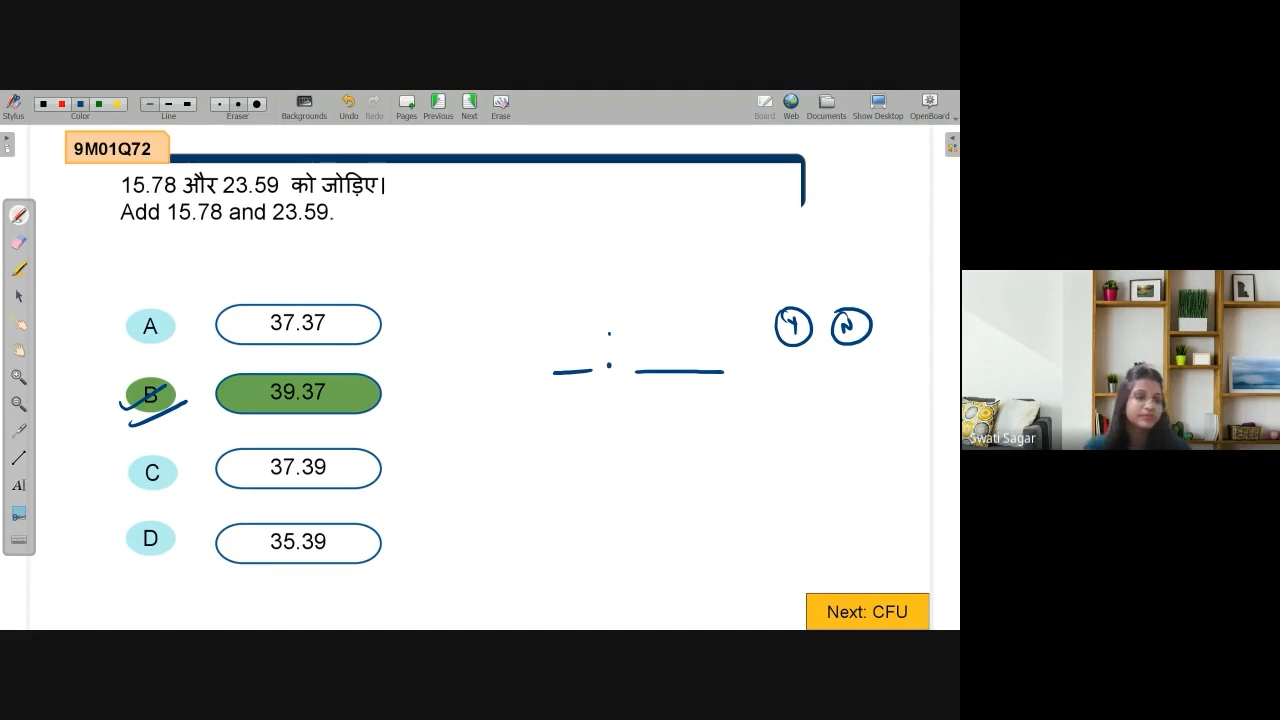 Stylus
Color
Line
Eraser
Backgrounds
Undo
Redo
Pages
Previous
Next
Erase
Board
Web
Documents
Show Desktop
OpenBoard
9M01Q72
15.78 और 23.59 को जोड़िए।
Add 15.78 and 23.59.
A 37.37
B 39.37
C 37.39
D 35.39
Y N
Next: CFU
Swati Sagar